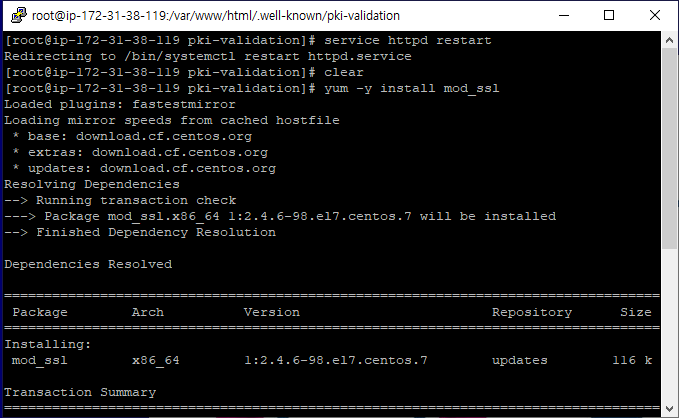 root@ip-172-31-38-119:/var/www/html/.well-known/pki-validation
[root@ip-172-31-38-119 pki-validation]# service httpd restart
Redirecting to /bin/systemctl restart httpd.service
[root@ip-172-31-38-119 pki-validation]# clear
[root@ip-172-31-38-119 pki-validation]# yum -y install mod_ssl
Loaded plugins: fastestmirror
Loading mirror speeds from cached hostfile
 * base: download.cf.centos.org
 * extras: download.cf.centos.org
 * updates: download.cf.centos.org
Resolving Dependencies
--> Running transaction check
---> Package mod_ssl.x86_64 1:2.4.6-98.el7.centos.7 will be installed
--> Finished Dependency Resolution

Dependencies Resolved

================================================================================
 Package        Arch          Version                        Repository      Size
================================================================================
Installing:
 mod_ssl        x86_64        1:2.4.6-98.el7.centos.7        updates        116 k

Transaction Summary
================================================================================